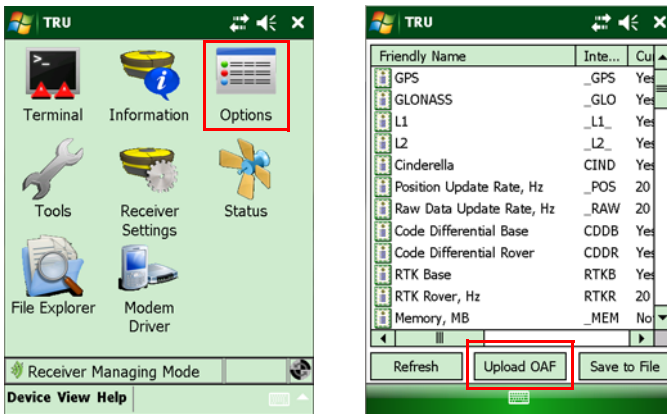 TRU
Terminal Information Options
Tools Receiver Settings Status
File Explorer Modem Driver
Receiver Managing Mode
Device View Help
TRU
Friendly Name Inte... Cu
GPS _GPS Yes
GLONASS _GLO Yes
L1 _L1_ Yes
L2 _L2_ Yes
Cinderella CIND Yes
Position Update Rate, Hz _POS 20
Raw Data Update Rate, Hz _RAW 20
Code Differential Base CDDB Yes
Code Differential Rover CDDR Yes
RTK Base RTKB Yes
RTK Rover, Hz RTKR 20
Memory, MB _MEM No
Refresh Upload OAF Save to File